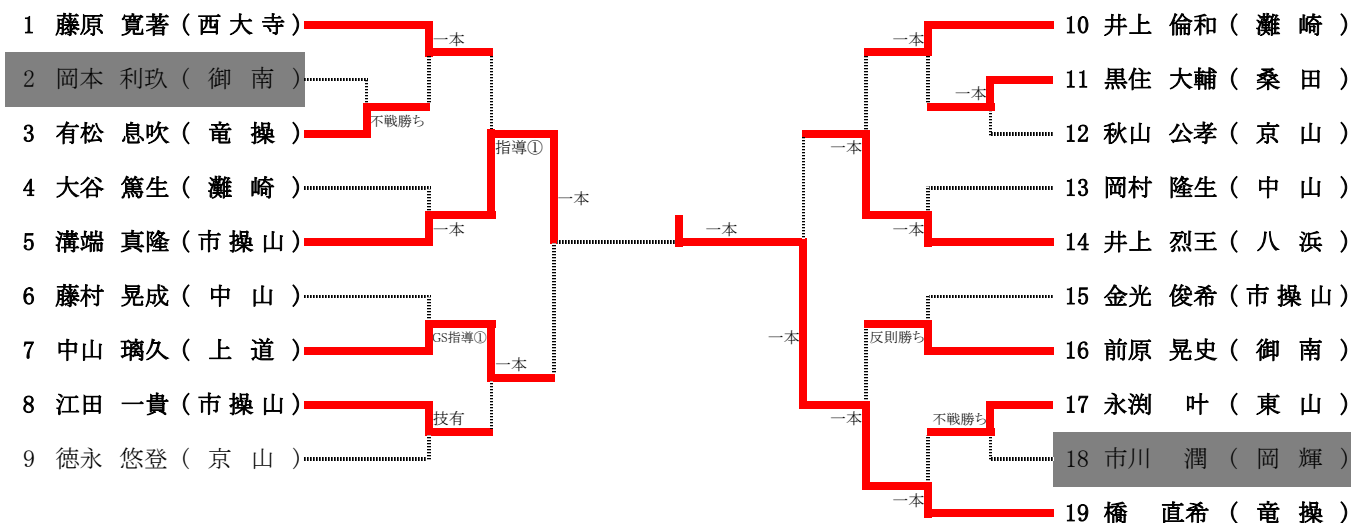 1 藤原 寛著 ( 西 大 寺 )
一本
2 岡本 利玖 ( 御 南 )
不戦勝ち
3 有松 息吹 ( 竜 操 )
指導①
4 大谷 篤生 ( 灘 崎 )
一本
一本
5 溝端 真隆 ( 市 操 山 )
6 藤村 晃成 ( 中 山 )
GS指導①
7 中山 璃久 ( 上 道 )
一本
8 江田 一貴 ( 市 操 山 )
技有
9 徳永 悠登 ( 京 山 )
一本
10 井上 倫和 ( 灘 崎 )
一本
11 黒住 大輔 ( 桑 田 )
一本
12 秋山 公孝 ( 京 山 )
一本
13 岡村 隆生 ( 中 山 )
一本
14 井上 烈王 ( 八 浜 )
15 金光 俊希 ( 市 操 山 )
一本
反則勝ち
16 前原 晃史 ( 御 南 )
17 永渕 叶 ( 東 山 )
一本
不戦勝ち
18 市川 潤 ( 岡 輝 )
一本
19 橋 直希 ( 竜 操 )